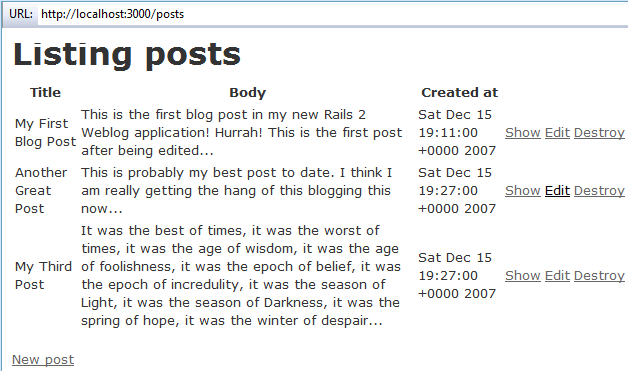 URL: http://localhost:3000/posts
Listing posts
Title Body Created at
My First
Blog Post
This is the first blog post in my new Rails 2
Weblog application! Hurrah! This is the first post
after being edited...
Sat Dec 15
19:11:00
+0000 2007
Show Edit Destroy
Another
Great
Post
This is probably my best post to date. I think I
am really getting the hang of this blogging this
now...
Sat Dec 15
19:27:00
+0000 2007
Show Edit Destroy
My Third
Post
It was the best of times, it was the worst of
times, it was the age of wisdom, it was the age
of foolishness, it was the epoch of belief, it was
the epoch of incredulity, it was the season of
Light, it was the season of Darkness, it was the
spring of hope, it was the winter of despair...
Sat Dec 15
19:27:00
+0000 2007
Show Edit Destroy
New post